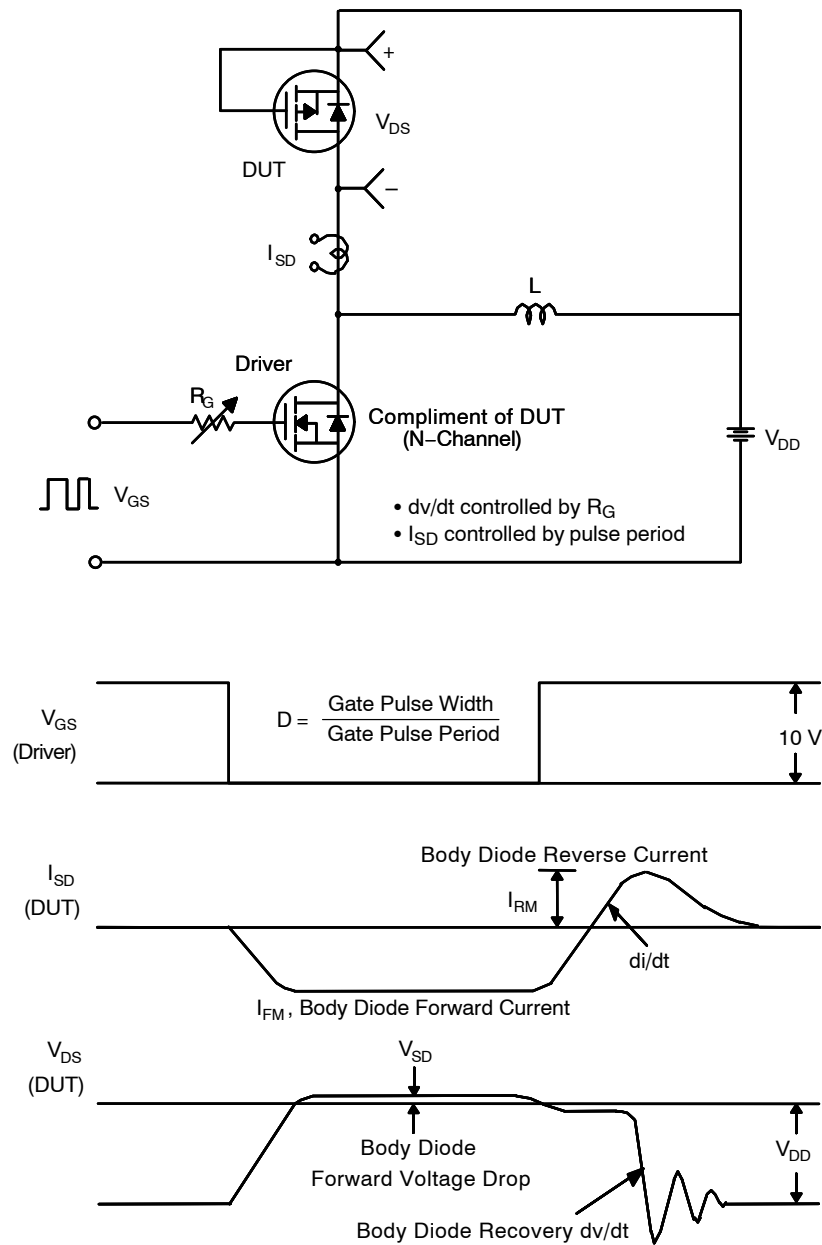 +
V_DS
DUT
−
I_SD
L
Driver
R_G
Compliment of DUT
(N−Channel)
V_DD
V_GS
• dv/dt controlled by R_G
• I_SD controlled by pulse period
V_GS
(Driver)
D = Gate Pulse Width
Gate Pulse Period
10 V
I_SD
(DUT)
Body Diode Reverse Current
I_RM
di/dt
I_FM , Body Diode Forward Current
V_DS
(DUT)
V_SD
Body Diode
Forward Voltage Drop
V_DD
Body Diode Recovery dv/dt